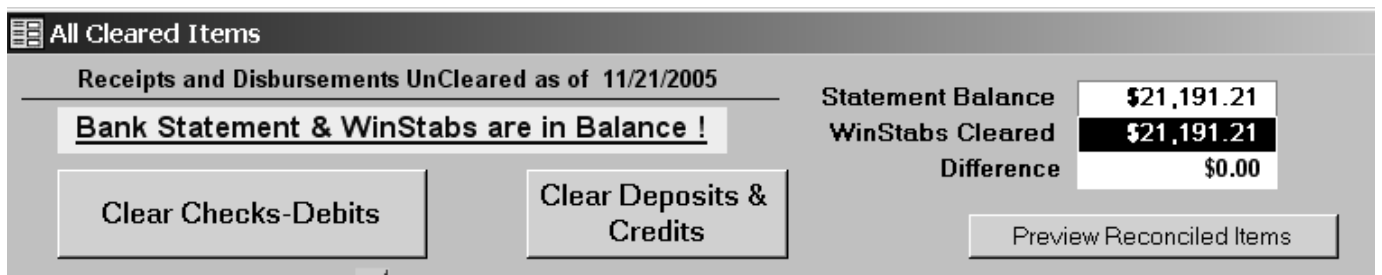 All Cleared Items
Receipts and Disbursements UnCleared as of 11/21/2005
Bank Statement & WinStabs are in Balance !
Statement Balance $21,191.21
WinStabs Cleared $21,191.21
Difference $0.00
Clear Checks-Debits
Clear Deposits &
Credits
Preview Reconciled Items